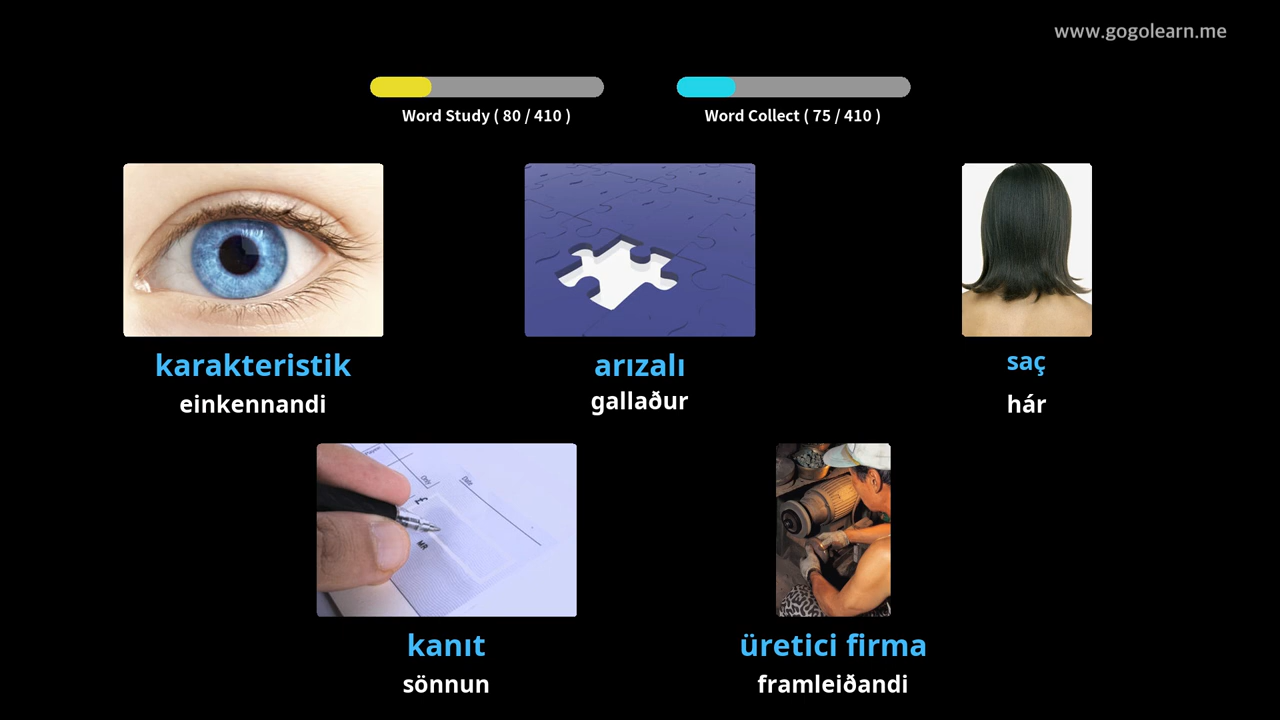 www.gogolearn.me
Word Study ( 80 / 410 )
Word Collect ( 75 / 410 )
karakteristik
einkennandi
arızalı
gallaður
saç
hár
kanıt
sönnun
üretici firma
framleiðandi